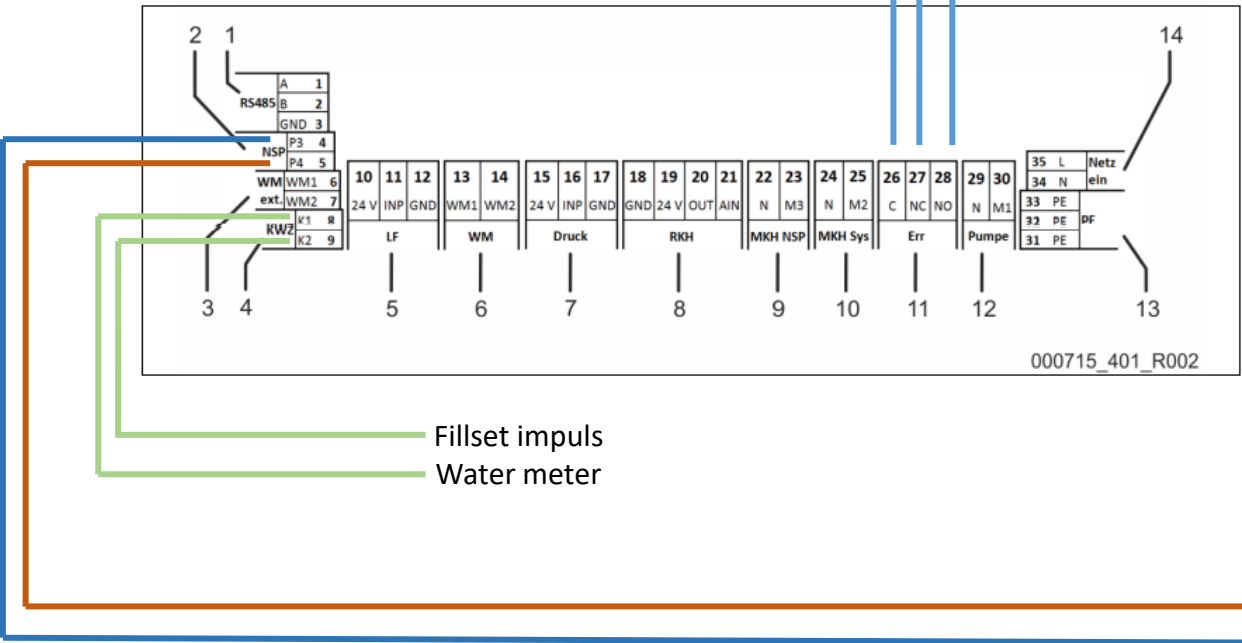 2 1 14
A 1
RS485 B 2
GND 3
P3 4
NSP
P4 5
WM WM1 6
ext. WM2 7
K1 8
KWZ
K2 9
10 11 12 13 14 15 16 17 18 19 20 21 22 23 24 25 26 27 28 29 30
24 V INP GND WM1 WM2 24 V INP GND GND 24 V OUT AIN N M3 N M2 C NC NO N M1
LF WM Druck RKH MKH NSP MKH Sys Err Pumpe
35 L Netz
34 N ein
33 PE
32 PE PF
31 PE
3 4 5 6 7 8 9 10 11 12 13
000715_401_R002
Fillset impuls
Water meter